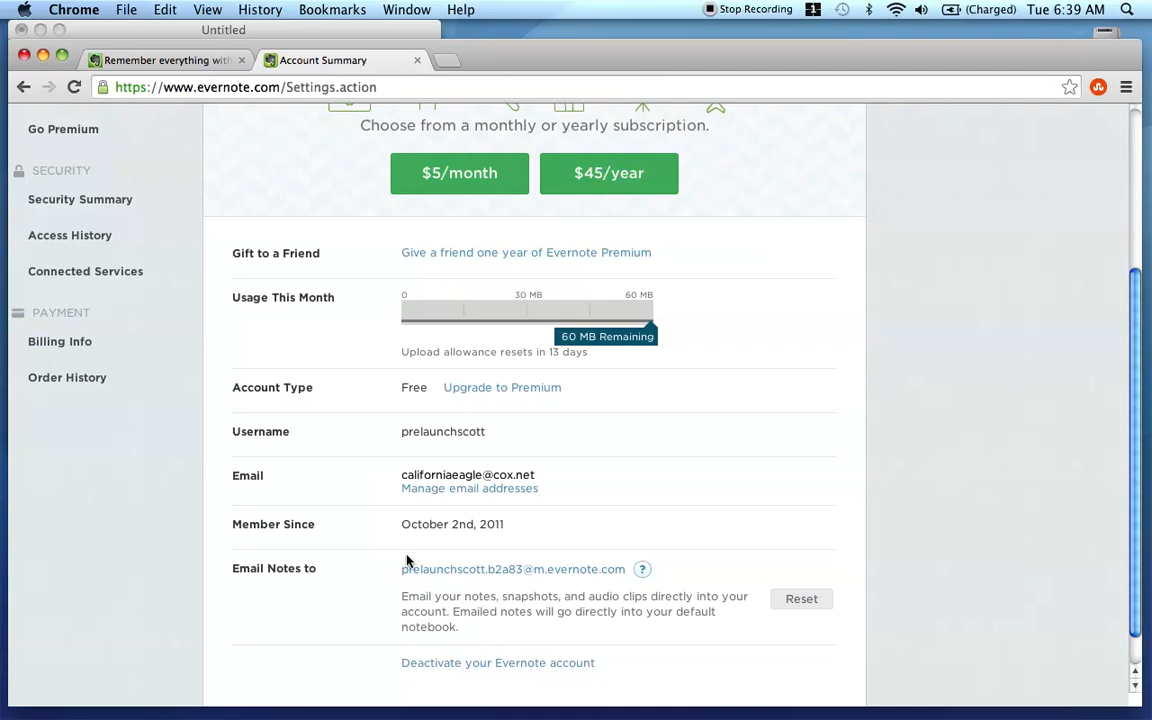 Chrome File Edit View History Bookmarks Window Help Stop Recording 1 (Charged) Tue 6:39 AM
Untitled
Remember everything with Account Summary
https://www.evernote.com/Settings.action
Go Premium
SECURITY
Security Summary
Access History
Connected Services
PAYMENT
Billing Info
Order History
Choose from a monthly or yearly subscription.
$5/month $45/year
Gift to a Friend Give a friend one year of Evernote Premium
Usage This Month 0 30 MB 60 MB
60 MB Remaining
Upload allowance resets in 13 days
Account Type Free Upgrade to Premium
Username prelaunchscott
Email californiaeagle@cox.net
Manage email addresses
Member Since October 2nd, 2011
Email Notes to prelaunchscott.b2a83@m.evernote.com ?
Email your notes, snapshots, and audio clips directly into your
account. Emailed notes will go directly into your default
notebook.
Reset
Deactivate your Evernote account